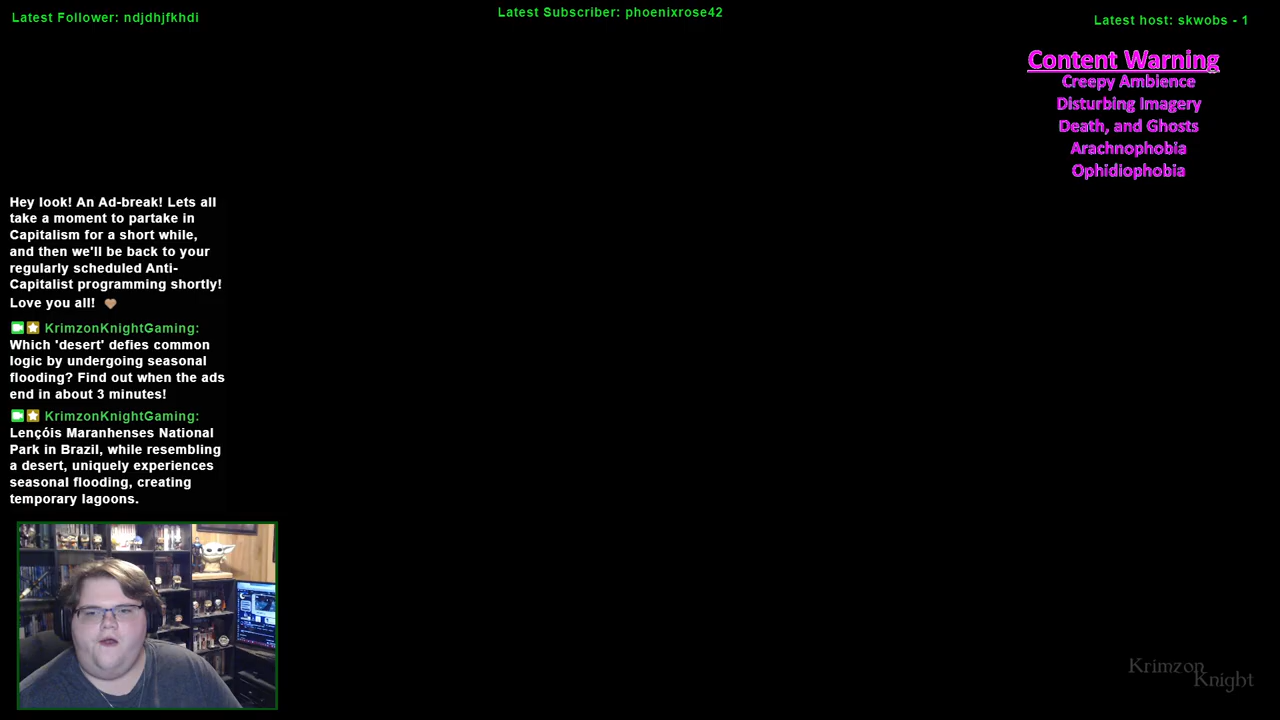 Latest Follower: ndjdhjfkhdi
Latest Subscriber: phoenixrose42
Latest host: skwobs - 1
Content Warning
Creepy Ambience
Disturbing Imagery
Death, and Ghosts
Arachnophobia
Ophidiophobia
Hey look! An Ad-break! Lets all
take a moment to partake in
Capitalism for a short while,
and then we'll be back to your
regularly scheduled Anti-
Capitalist programming shortly!
Love you all!
KrimzonKnightGaming:
Which 'desert' defies common
logic by undergoing seasonal
flooding? Find out when the ads
end in about 3 minutes!
KrimzonKnightGaming:
Lençóis Maranhenses National
Park in Brazil, while resembling
a desert, uniquely experiences
seasonal flooding, creating
temporary lagoons.
Krimzon
Knight